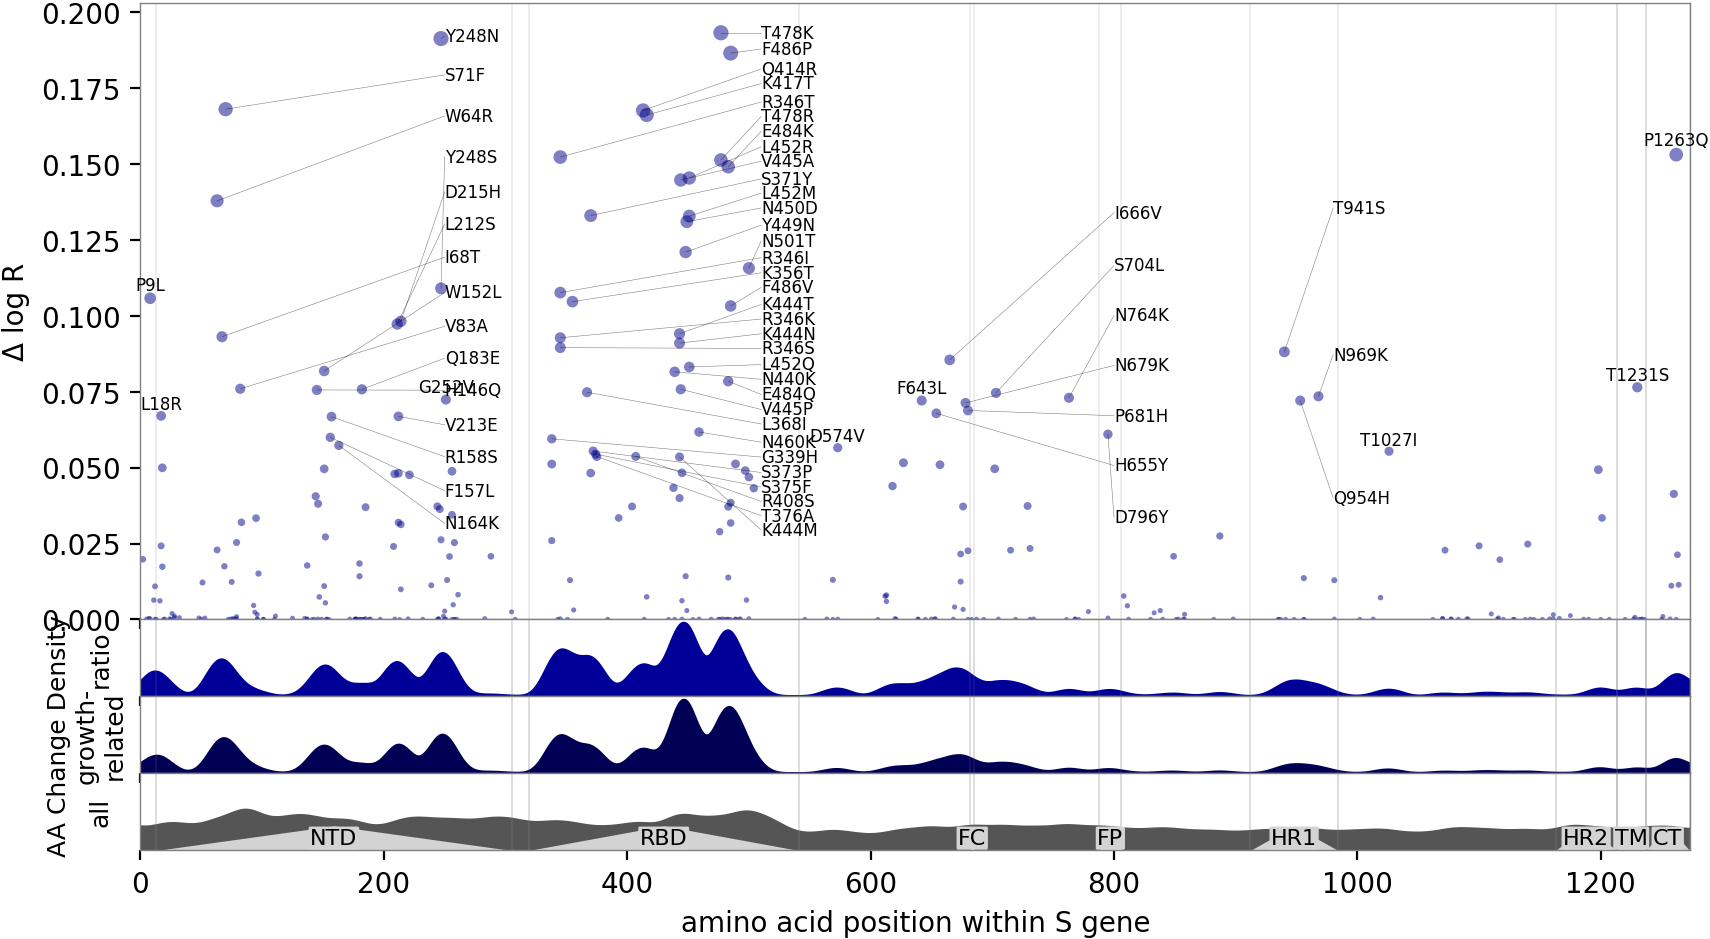 0.200
0.175
0.150
0.125
0.100
0.075
0.050
0.025
0.000
Δ log R
P9L
L18R
Y248N
S71F
W64R
Y248S
D215H
L212S
I68T
W152L
V83A
Q183E
G252V
H146Q
V213E
R158S
F157L
N164K
T478K
F486P
Q414R
K417T
R346T
T478R
E484K
L452R
V445A
S371Y
L452M
N450D
Y449N
N501T
R346I
K356T
F486V
K444T
R346K
K444N
R346S
L452Q
N440K
E484Q
V445P
L368I
N460K
G339H
S373P
S375F
R408S
T376A
K444M
D574V
F643L
I666V
S704L
N764K
N679K
P681H
H655Y
D796Y
T941S
N969K
Q954H
T1027I
P1263Q
T1231S
AA Change Density
ratio
growth-
related
all
NTD
RBD
FC
FP
HR1
HR2
TM
CT
0
200
400
600
800
1000
1200
amino acid position within S gene